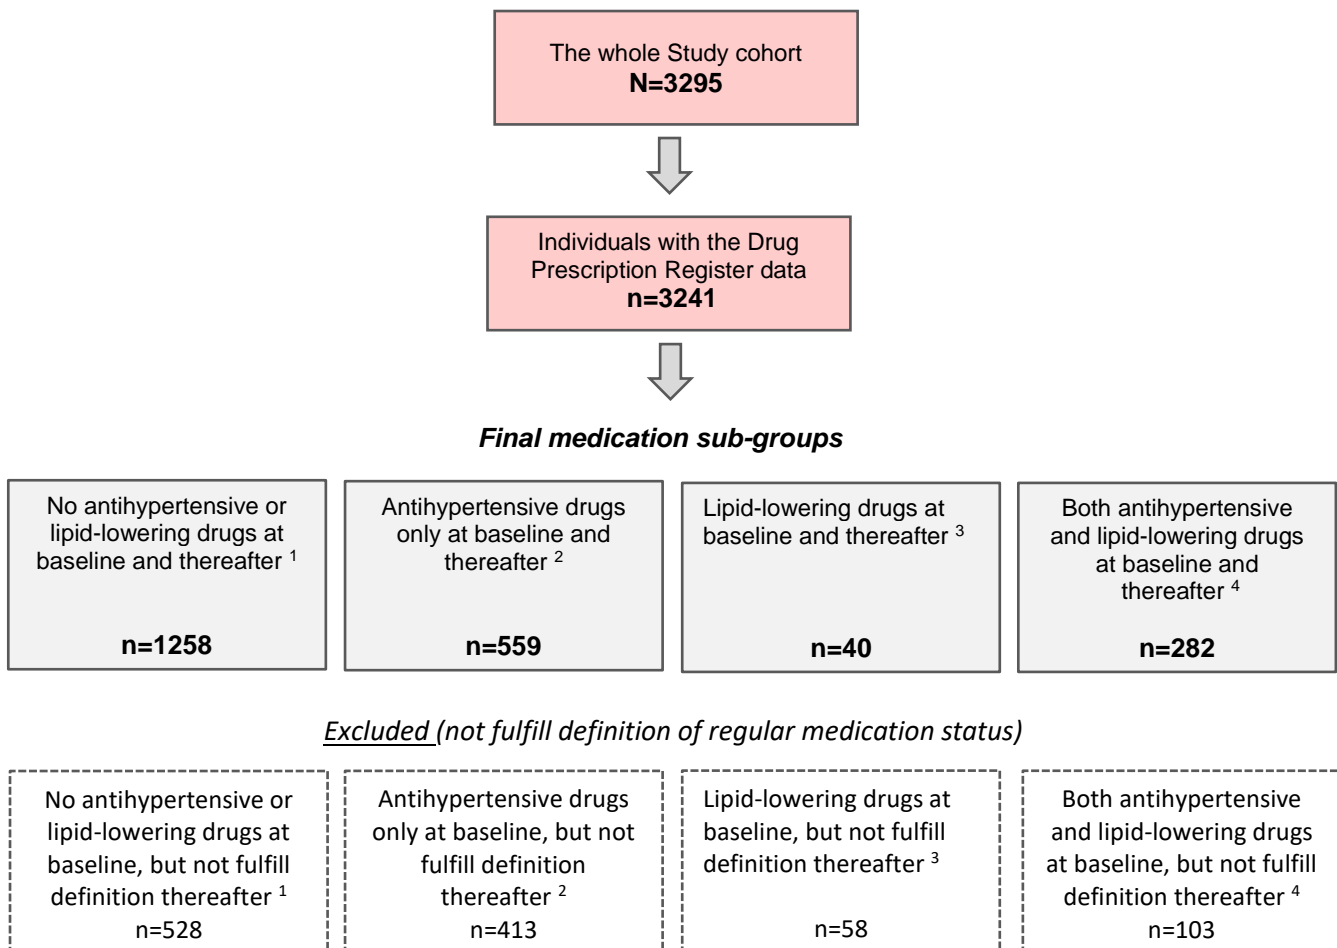 The whole Study cohort
N=3295
Individuals with the Drug
Prescription Register data
n=3241
Final medication sub-groups
No antihypertensive or
lipid-lowering drugs at
baseline and thereafter 1
n=1258
Antihypertensive drugs
only at baseline and
thereafter 2
n=559
Lipid-lowering drugs at
baseline and thereafter 3
n=40
Both antihypertensive
and lipid-lowering drugs
at baseline and
thereafter 4
n=282
Excluded (not fulfill definition of regular medication status)
No antihypertensive or
lipid-lowering drugs at
baseline, but not fulfill
definition thereafter 1
n=528
Antihypertensive drugs
only at baseline, but not
fulfill definition
thereafter 2
n=413
Lipid-lowering drugs at
baseline, but not fulfill
definition thereafter 3
n=58
Both antihypertensive
and lipid-lowering drugs
at baseline, but not fulfill
definition thereafter 4
n=103